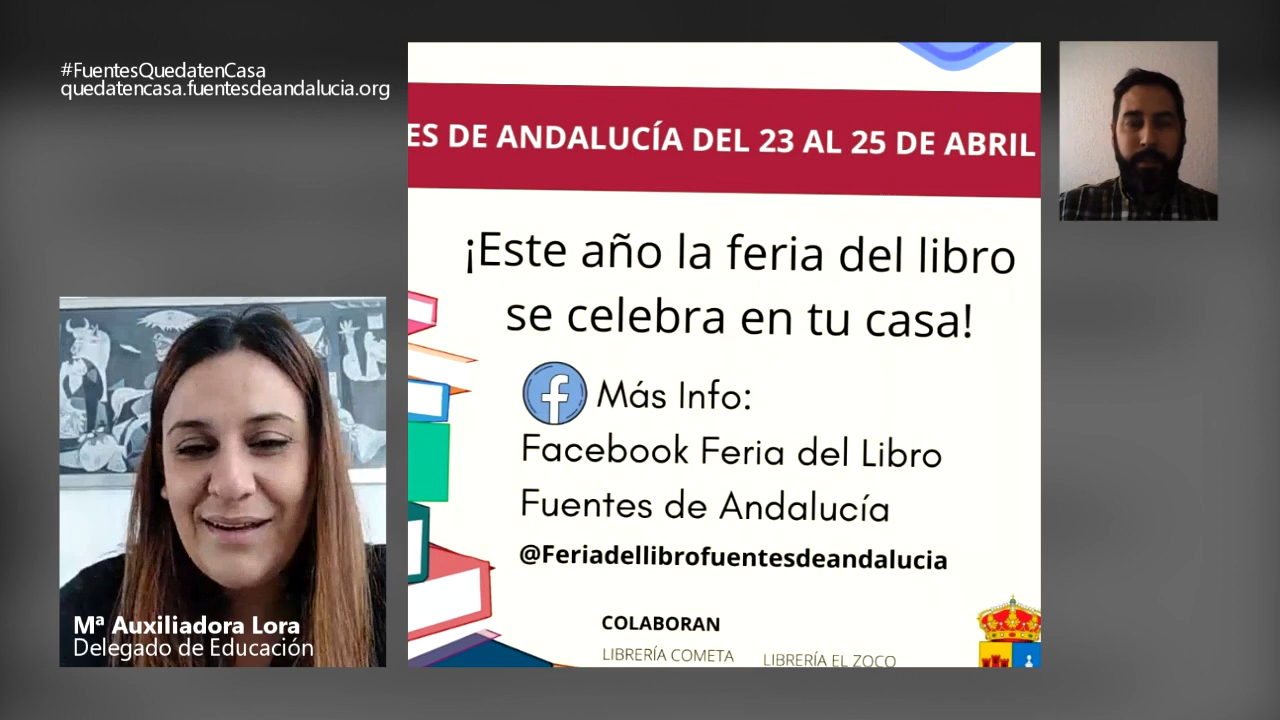 #FuentesQuedatenCasa
quedatencasa.fuentesdeandalucia.org
ES DE ANDALUCÍA DEL 23 AL 25 DE ABRIL
¡Este año la feria del libro
se celebra en tu casa!
Más Info:
Facebook Feria del Libro
Fuentes de Andalucía
@Feriadellibrofuentesdeandalucia
COLABORAN
LIBRERÍA COMETA LIBRERÍA EL ZOCO
Mª Auxiliadora Lora
Delegado de Educación